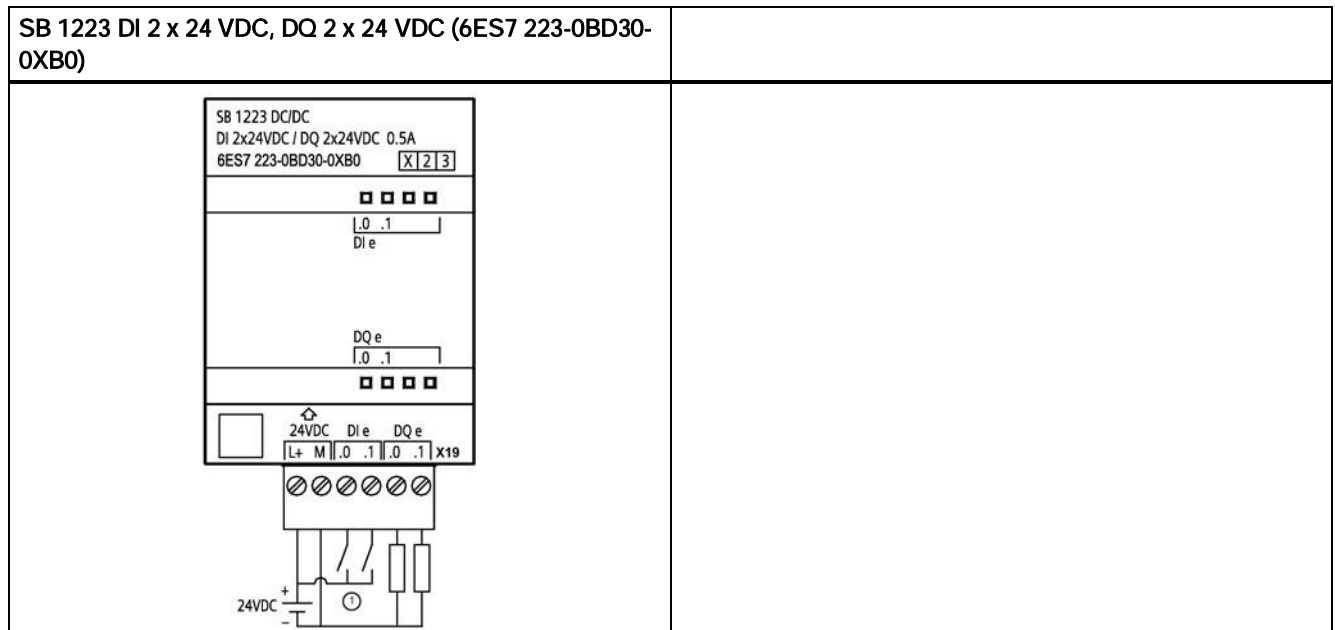 SB 1223 DI 2 x 24 VDC, DQ 2 x 24 VDC (6ES7 223-0BD30-
0XB0)
SB 1223 DC/DC
DI 2x24VDC / DQ 2x24VDC 0.5A
6ES7 223-0BD30-0XB0 X 2 3
.0 .1
DI e
DQ e
.0 .1
24VDC DI e DQ e
L+ M .0 .1 .0 .1 X19
+
24VDC ①
–